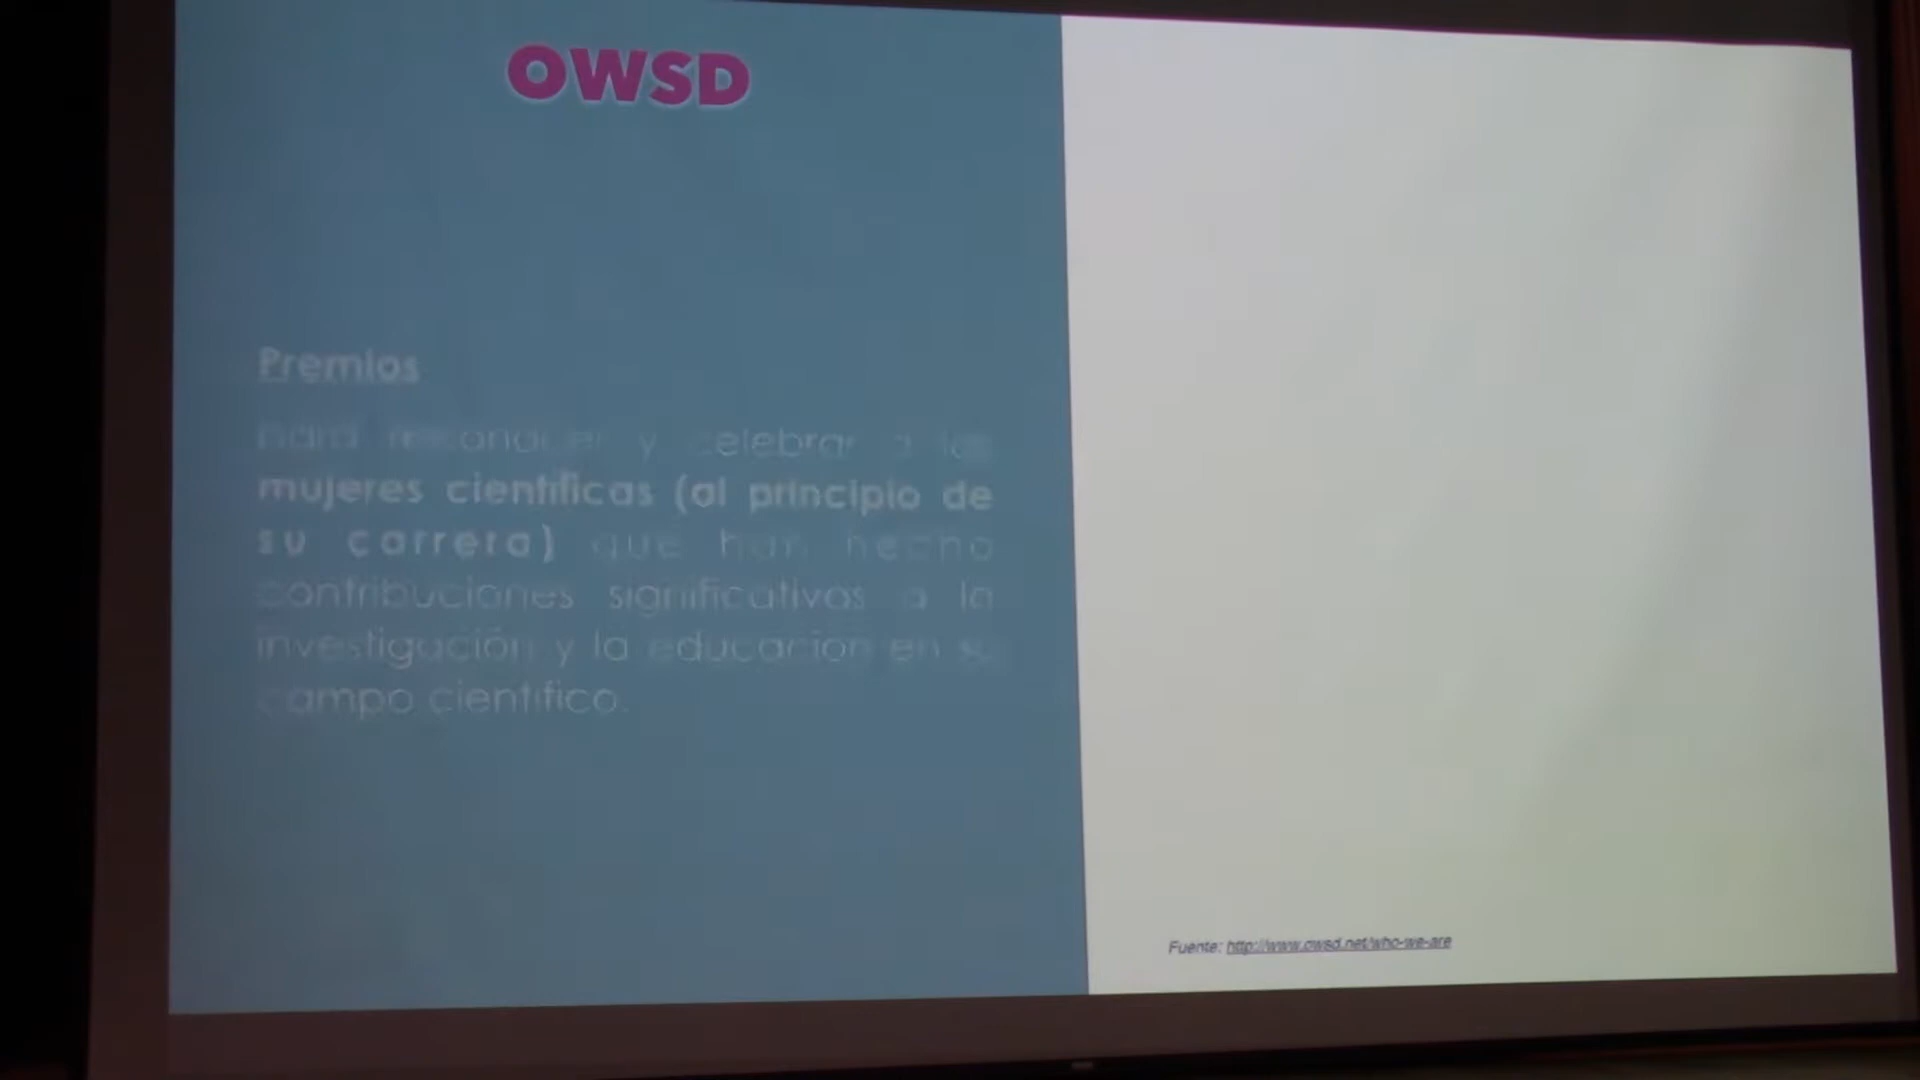 OWSD
Premios
para reconocer y celebrar a las
mujeres científicas (al principio de
su carrera) que han hecho
contribuciones significativas a la
investigación y la educación en su
campo científico.
Fuente: http://www.owsd.net/who-we-are